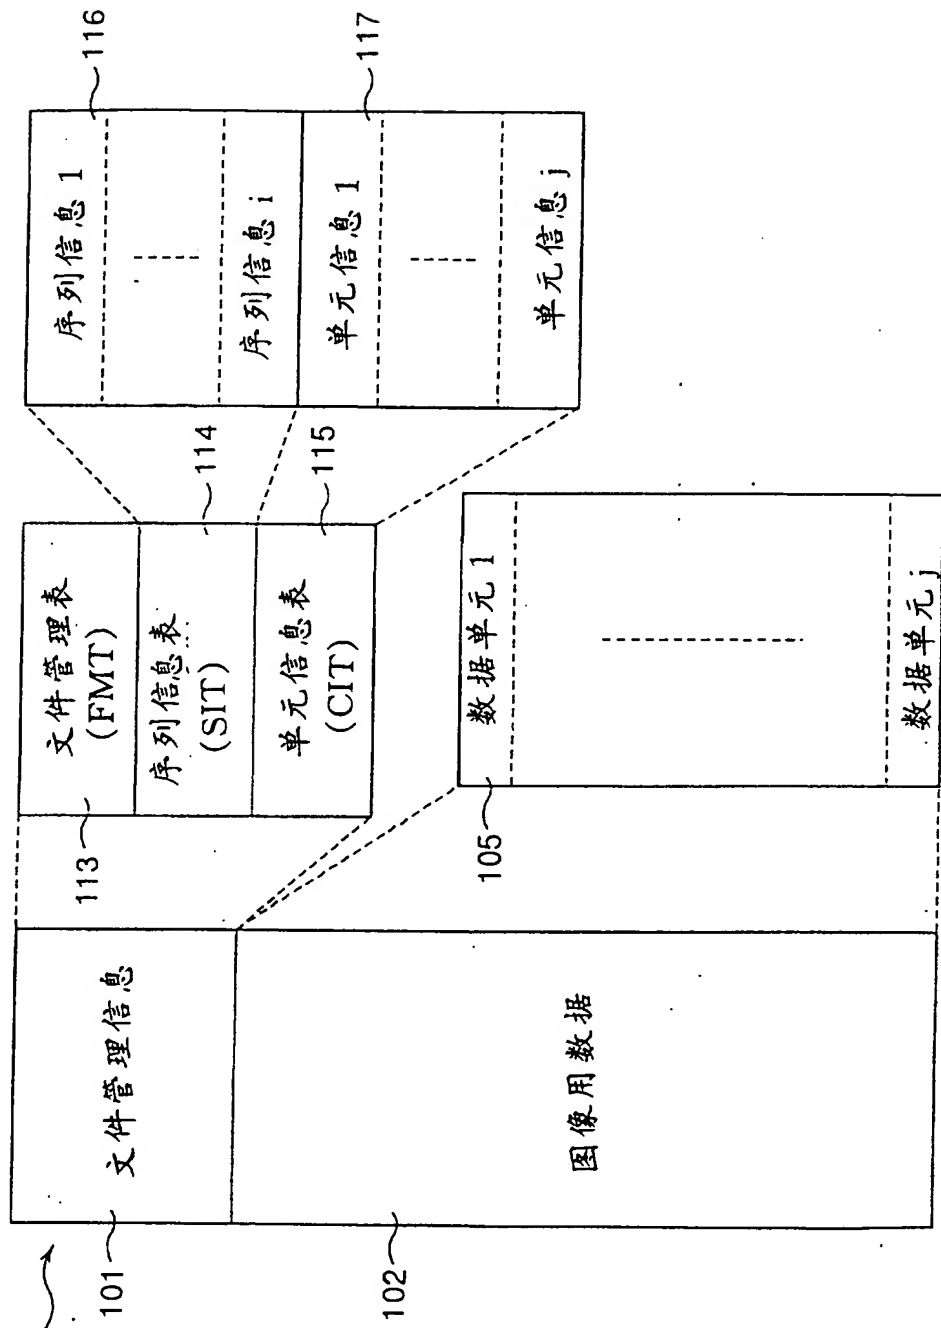 文件管理信息
101
图像用数据
102
文件管理表
(FMT)
113
序列信息表
(SIT)
114
单元信息表
(CIT)
115
数据单元 1
105
数据单元 j
序列信息 1
116
序列信息 i
单元信息 1
117
单元信息 j